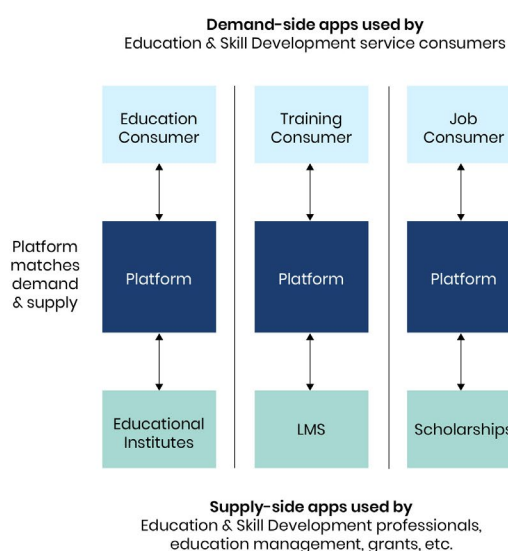 Demand-side apps used by
Education & Skill Development service consumers
Education
Consumer
Training
Consumer
Job
Consumer
Platform
matches
demand
& supply
Platform
Platform
Platform
Educational
Institutes
LMS
Scholarships
Supply-side apps used by
Education & Skill Development professionals,
education management, grants, etc.